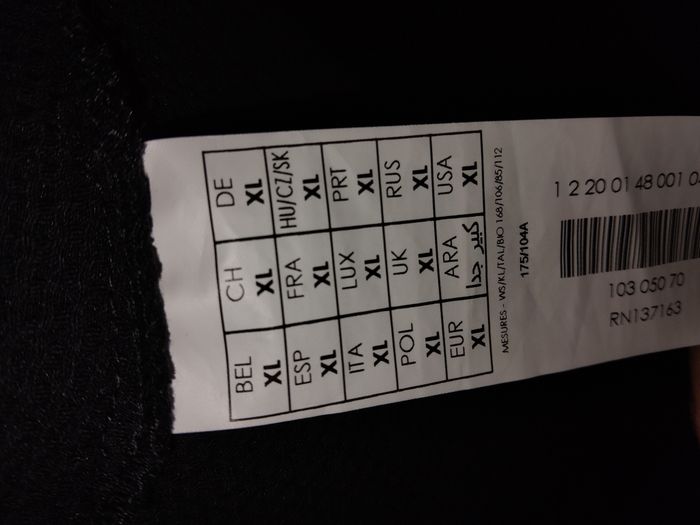 BEL CH DE
XL XL XL
ESP FRA HU/CZ/SK
XL XL XL
ITA LUX PRT
XL XL XL
POL UK RUS
XL XL XL
EUR ARA USA
XL كبير جدا XL
MESURES - WS/KL/TAL/BIO 168/106/85/112
175/104A
1 2 20 01 48 001
103 050 70
RN137163